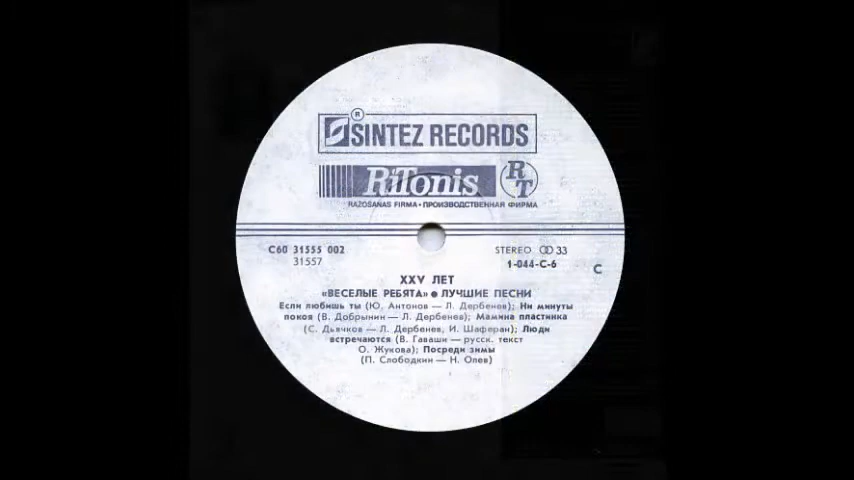 ®
SINTEZ RECORDS
RiTonis RT
RAŽOŠANAS FIRMA • ПРОИЗВОДСТВЕННАЯ ФИРМА
С60 31555 002
31557
STEREO 33
1-044-C-6
С
XXV ЛЕТ
«ВЕСЕЛЫЕ РЕБЯТА» ● ЛУЧШИЕ ПЕСНИ
Если любишь ты (Ю. Антонов — Л. Дербенев); Ни минуты
покоя (В. Добрынин — Л. Дербенев); Мамина пластинка
(С. Дьячков — Л. Дербенев, И. Шаферан); Люди
встречаются (В. Гаваши — русск. текст
О. Жукова); Посреди зимы
(П. Слободкин — Н. Олев)